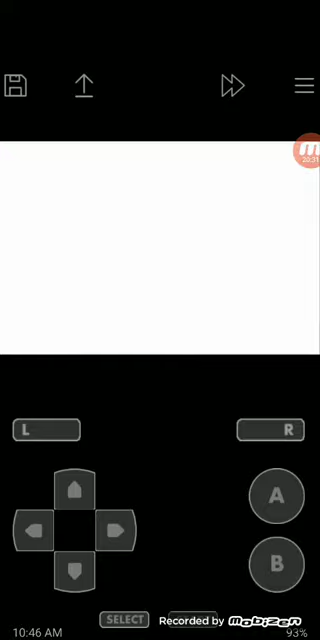 20:31
L
R
A
B
SELECT
Recorded by mobizen
10:46 AM
93%